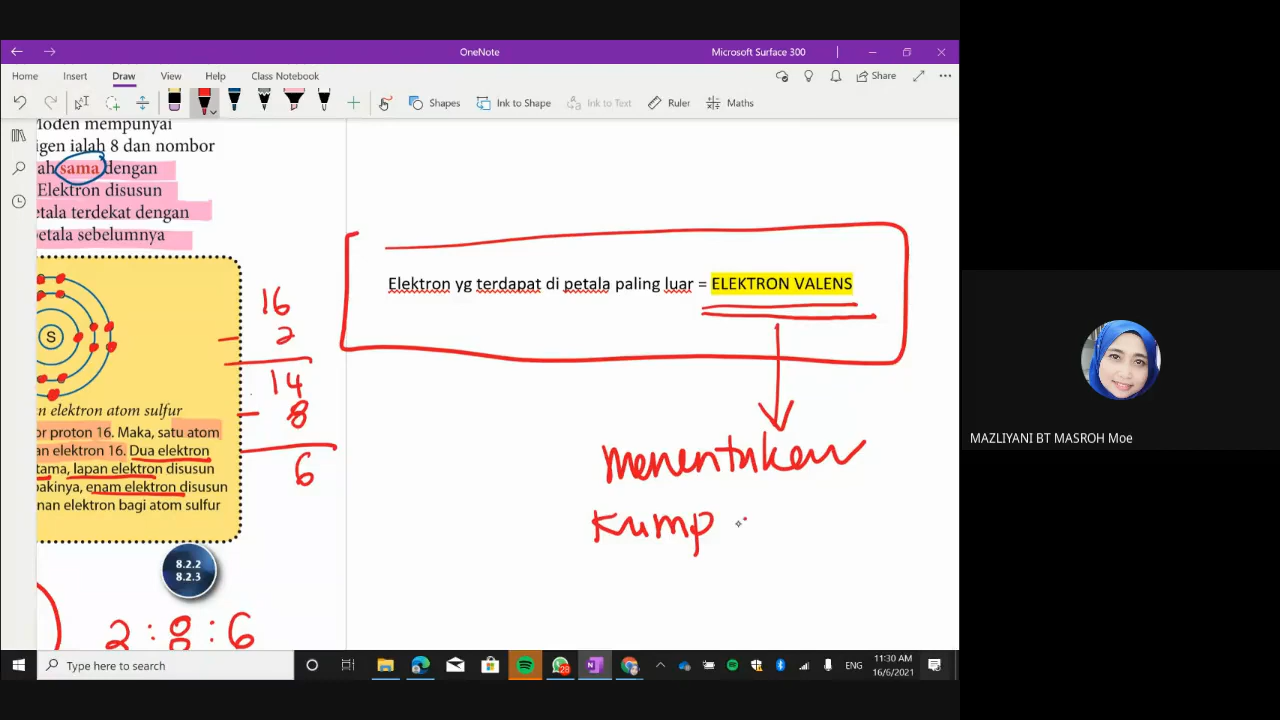 OneNote
Microsoft Surface 300
Home
Insert
Draw
View
Help
Class Notebook
Share
Shapes
Ink to Shape
Ink to Text
Ruler
Maths
Moden mempunyai
igen ialah 8 dan nombor
ah sama dengan
Elektron disusun
etala terdekat dengan
petala sebelumnya
S
n elektron atom sulfur
or proton 16. Maka, satu atom
an elektron 16. Dua elektron
tama, lapan elektron disusun
pakinya, enam elektron disusun
nan elektron bagi atom sulfur
8.2.2
8.2.3
16
- 2
14
- 8
6
2 : 8 : 6
Elektron yg terdapat di petala paling luar = ELEKTRON VALENS
menentukan
Kump
MAZLIYANI BT MASROH Moe
Type here to search
28
ENG
11:30 AM
16/6/2021